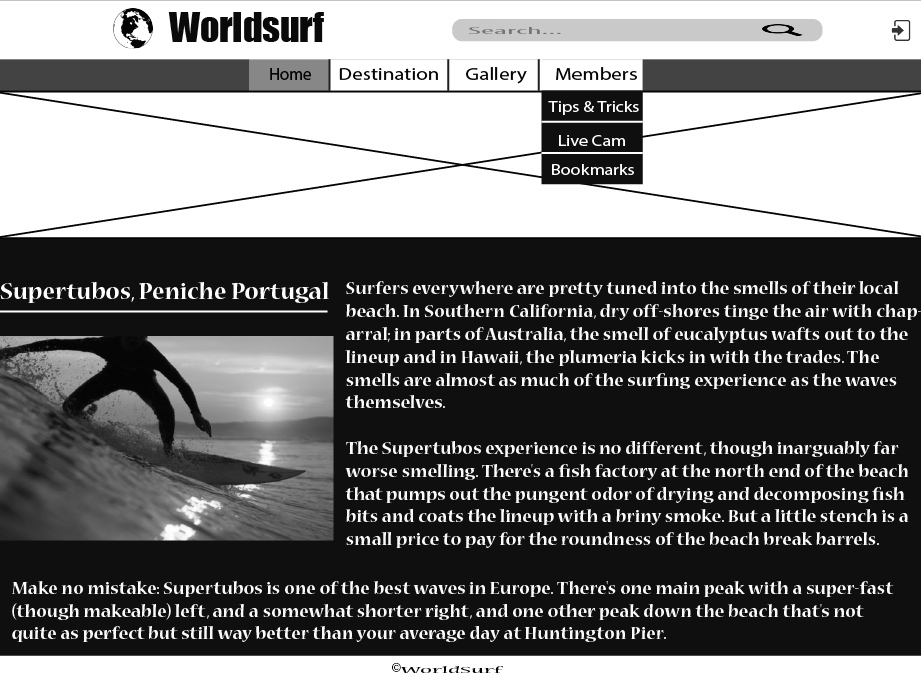 Worldsurf
Search...
Home Destination Gallery Members
Tips & Tricks
Live Cam
Bookmarks
Supertubos, Peniche Portugal
Surfers everywhere are pretty tuned into the smells of their local
beach. In Southern California, dry off-shores tinge the air with chap-
arral; in parts of Australia, the smell of eucalyptus wafts out to the
lineup and in Hawaii, the plumeria kicks in with the trades. The
smells are almost as much of the surfing experience as the waves
themselves.
The Supertubos experience is no different, though inarguably far
worse smelling. There's a fish factory at the north end of the beach
that pumps out the pungent odor of drying and decomposing fish
bits and coats the lineup with a briny smoke. But a little stench is a
small price to pay for the roundness of the beach break barrels.
Make no mistake: Supertubos is one of the best waves in Europe. There's one main peak with a super-fast
(though makeable) left, and a somewhat shorter right, and one other peak down the beach that's not
quite as perfect but still way better than your average day at Huntington Pier.
©Worldsurf